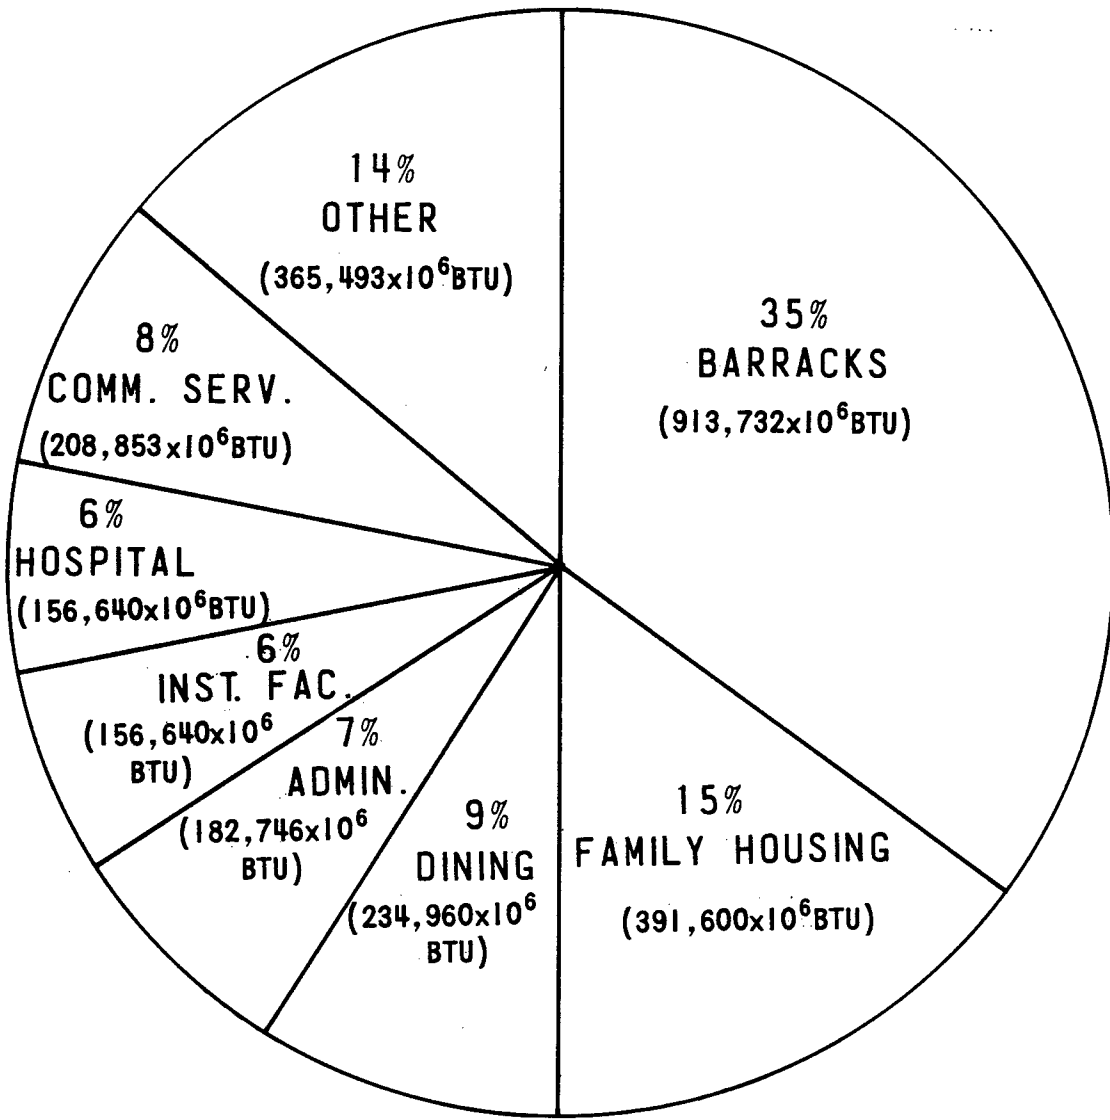 14%
OTHER
(365,493x10⁶BTU)
35%
BARRACKS
(913,732x10⁶BTU)
8%
COMM. SERV.
(208,853x10⁶BTU)
6%
HOSPITAL
(156,640x10⁶BTU)
6%
INST. FAC.
(156,640x10⁶
BTU)
7%
ADMIN.
(182,746x10⁶
BTU)
9%
DINING
(234,960x10⁶
BTU)
15%
FAMILY HOUSING
(391,600x10⁶BTU)